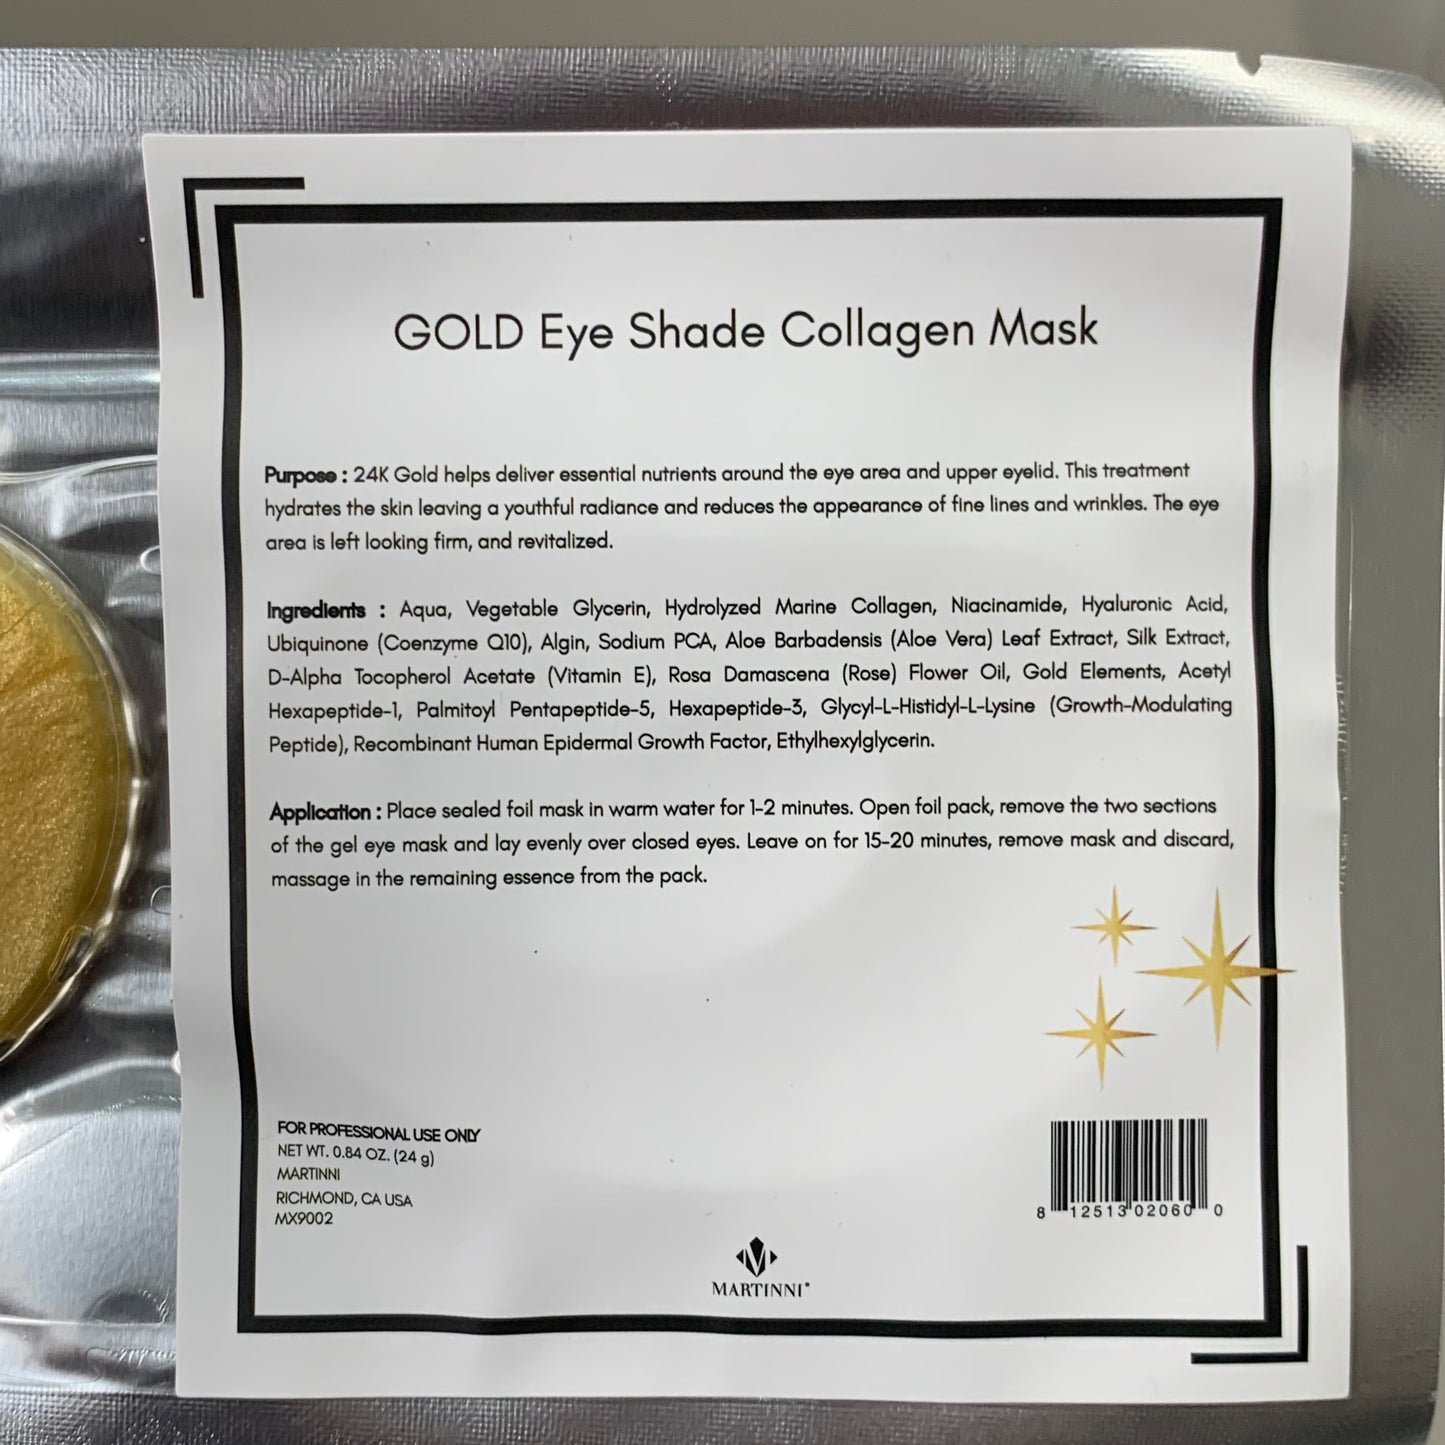 GOLD Eye Shade Collagen Mask
Purpose : 24K Gold helps deliver essential nutrients around the eye area and upper eyelid. This treatment
hydrates the skin leaving a youthful radiance and reduces the appearance of fine lines and wrinkles. The eye
area is left looking firm, and revitalized.
Ingredients : Aqua, Vegetable Glycerin, Hydrolyzed Marine Collagen, Niacinamide, Hyaluronic Acid,
Ubiquinone (Coenzyme Q10), Algin, Sodium PCA, Aloe Barbadensis (Aloe Vera) Leaf Extract, Silk Extract,
D-Alpha Tocopherol Acetate (Vitamin E), Rosa Damascena (Rose) Flower Oil, Gold Elements, Acetyl
Hexapeptide-1, Palmitoyl Pentapeptide-5, Hexapeptide-3, Glycyl-L-Histidyl-L-Lysine (Growth-Modulating
Peptide), Recombinant Human Epidermal Growth Factor, Ethylhexylglycerin.
Application : Place sealed foil mask in warm water for 1-2 minutes. Open foil pack, remove the two sections
of the gel eye mask and lay evenly over closed eyes. Leave on for 15-20 minutes, remove mask and discard,
massage in the remaining essence from the pack.
FOR PROFESSIONAL USE ONLY
NET WT. 0.84 OZ. (24 g)
MARTINNI
RICHMOND, CA USA
MX9002
8 12513 02060 0
MARTINNI